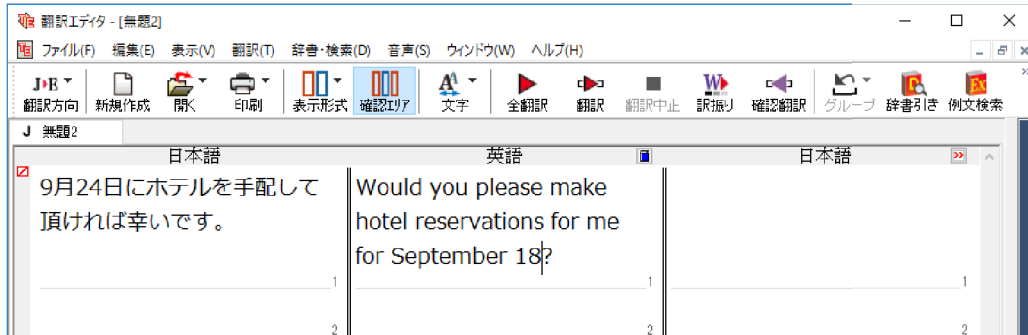 翻訳エディタ - [無題2]
ファイル(F) 編集(E) 表示(V) 翻訳(T) 辞書・検索(D) 音声(S) ウィンドウ(W) ヘルプ(H)
J▶E
翻訳方向 新規作成 開く 印刷 表示形式 確認エリア 文字 全翻訳 翻訳 翻訳中止 訳振り 確認翻訳 グループ 辞書引き 例文検索
J 無題2
日本語 英語 日本語
9月24日にホテルを手配して
頂ければ幸いです。
Would you please make
hotel reservations for me
for September 18?
1 1 1
2 2 2